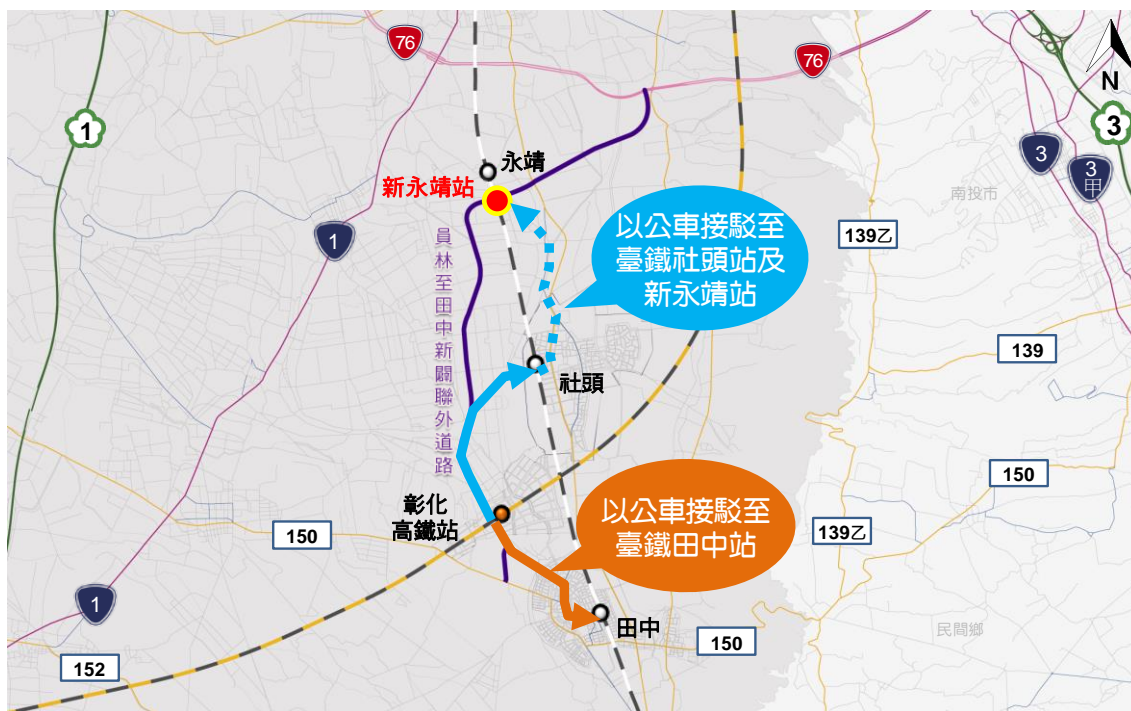 76
76
N
1
3
3
3
甲
永靖
新永靖站
南投市
以公車接駁至
臺鐵社頭站及
新永靖站
139乙
1
員林至田中新闢聯外道路
139
社頭
150
彰化
高鐵站
150
以公車接駁至
臺鐵田中站
139乙
1
田中
民間鄉
150
152